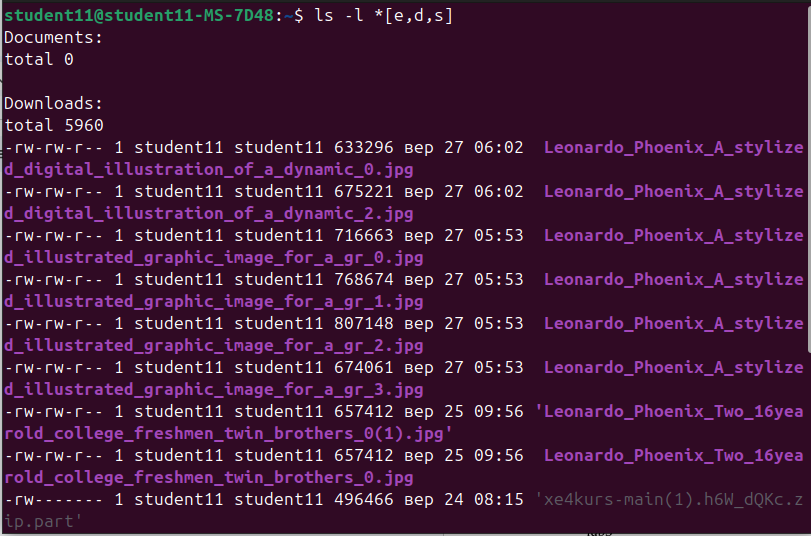 student11@student11-MS-7D48:~$ ls -l *[e,d,s]
Documents:
total 0
Downloads:
total 5960
-rw-rw-r-- 1 student11 student11 633296 вер 27 06:02  Leonardo_Phoenix_A_stylize
d_digital_illustration_of_a_dynamic_0.jpg
-rw-rw-r-- 1 student11 student11 675221 вер 27 06:02  Leonardo_Phoenix_A_stylize
d_digital_illustration_of_a_dynamic_2.jpg
-rw-rw-r-- 1 student11 student11 716663 вер 27 05:53  Leonardo_Phoenix_A_stylize
d_illustrated_graphic_image_for_a_gr_0.jpg
-rw-rw-r-- 1 student11 student11 768674 вер 27 05:53  Leonardo_Phoenix_A_stylize
d_illustrated_graphic_image_for_a_gr_1.jpg
-rw-rw-r-- 1 student11 student11 807148 вер 27 05:53  Leonardo_Phoenix_A_stylize
d_illustrated_graphic_image_for_a_gr_2.jpg
-rw-rw-r-- 1 student11 student11 674061 вер 27 05:53  Leonardo_Phoenix_A_stylize
d_illustrated_graphic_image_for_a_gr_3.jpg
-rw-rw-r-- 1 student11 student11 657412 вер 25 09:56 'Leonardo_Phoenix_Two_16yea
rold_college_freshmen_twin_brothers_0(1).jpg'
-rw-rw-r-- 1 student11 student11 657412 вер 25 09:56  Leonardo_Phoenix_Two_16yea
rold_college_freshmen_twin_brothers_0.jpg
-rw------- 1 student11 student11 496466 вер 24 08:15 'xe4kurs-main(1).h6W_dQKc.z
ip.part'